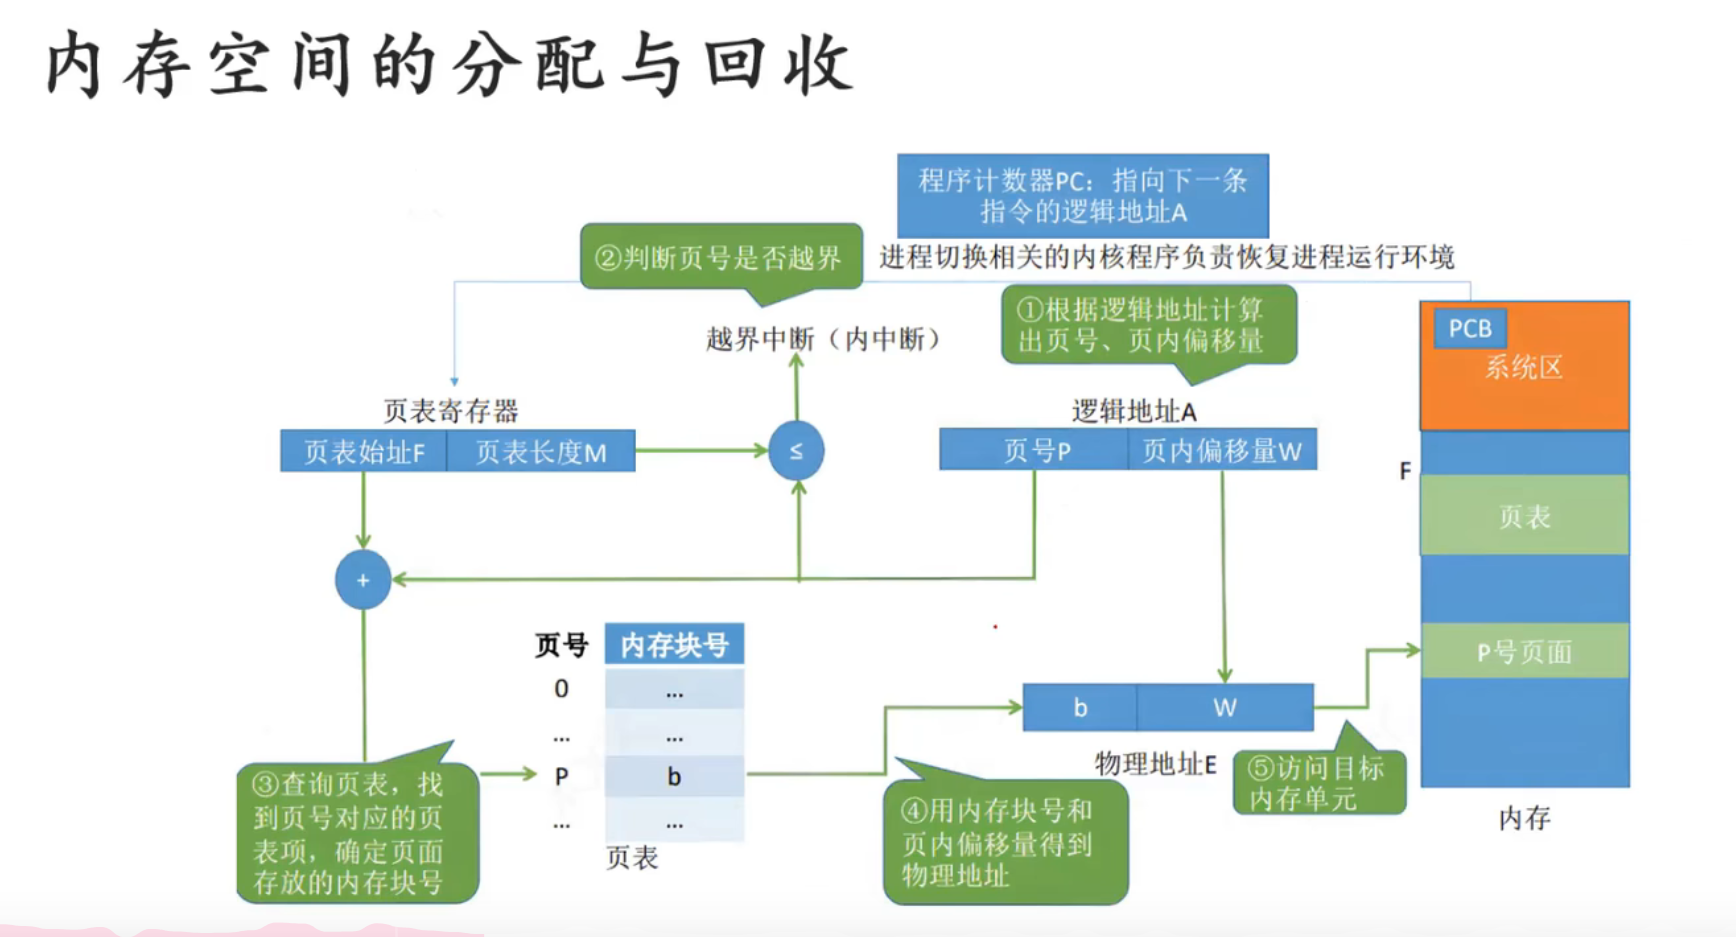 内存空间的分配与回收
程序计数器PC：指向下一条
指令的逻辑地址A
②判断页号是否越界
进程切换相关的内核程序负责恢复进程运行环境
①根据逻辑地址计算
出页号、页内偏移量
越界中断（内中断）
PCB
系统区
页表寄存器
逻辑地址A
页表始址F
页表长度M
≤
页号P
页内偏移量W
F
页表
+
页号
内存块号
P号页面
0
...
...
...
b
W
P
b
...
...
物理地址E
⑤访问目标
内存单元
③查询页表，找
到页号对应的页
表项，确定页面
存放的内存块号
④用内存块号和
页内偏移量得到
物理地址
内存
页表